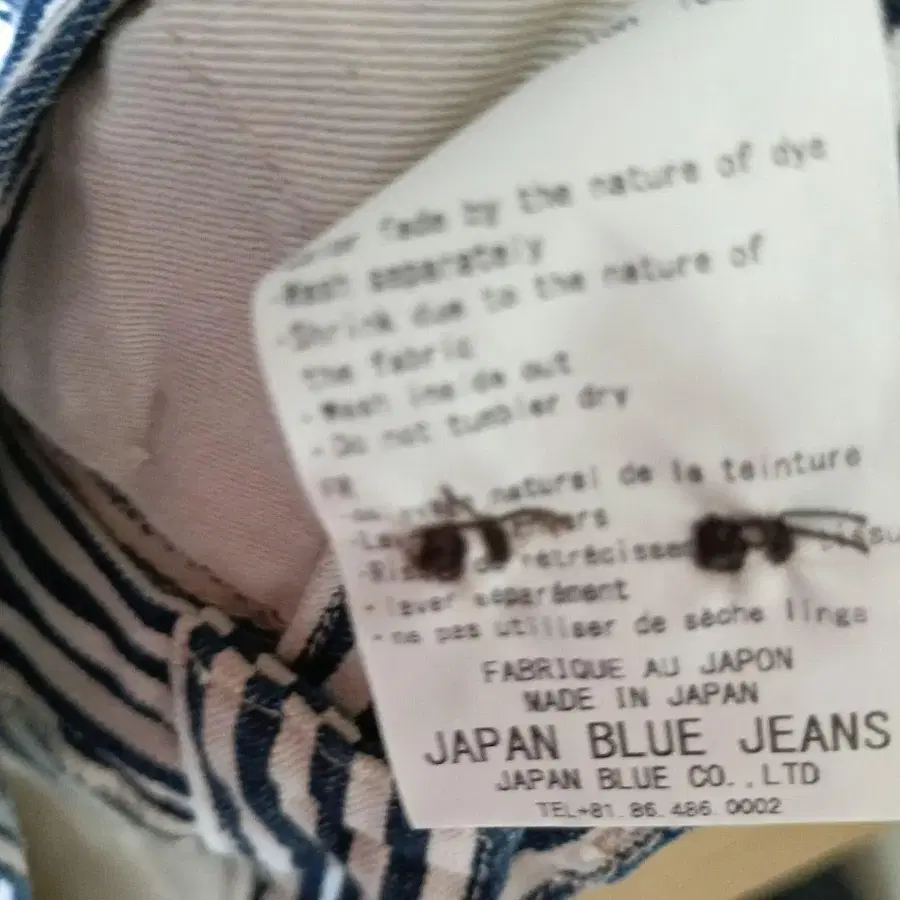 fade by the nature of dye
-Wash separately
-Shrink due to the nature of
the fabric
-Wash inside out
-Do not tumbler dry
FR
naturel de la teinture
-laver séparément
-ne pas utiliser de sèche linge
FABRIQUE AU JAPON
MADE IN JAPAN
JAPAN BLUE JEANS
JAPAN BLUE CO.,LTD
TEL+81.86.486.0002